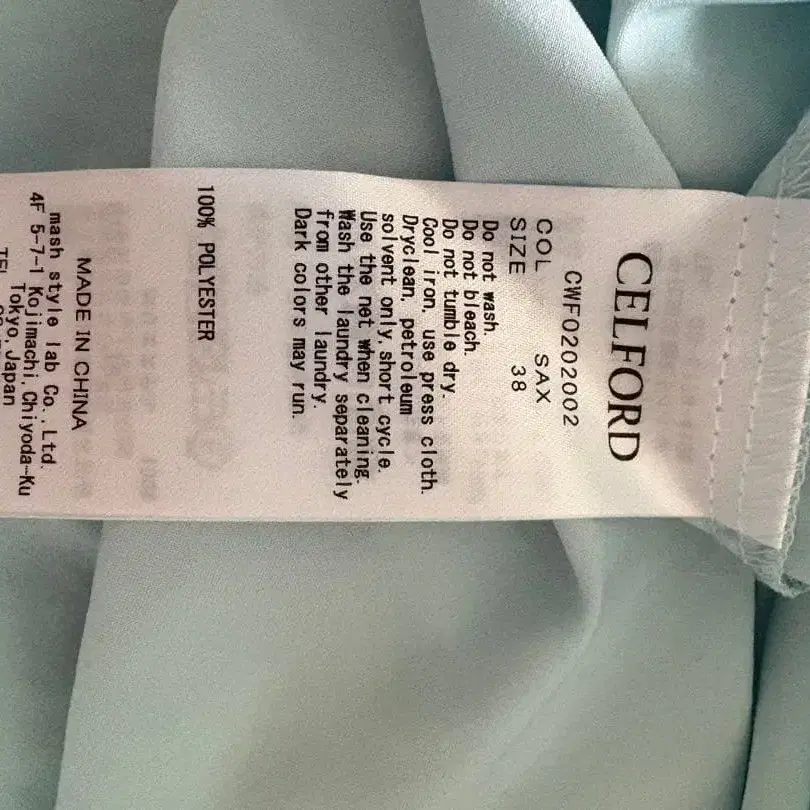 CELFORD
CWF0202002
COL SAX
SIZE 38
Do not wash.
Do not bleach.
Do not tumble dry.
Cool iron, use press cloth.
Dryclean, petroleum
solvent only, short cycle.
Use the net when cleaning.
Wash the laundry separately
from other laundry.
Dark colors may run.
100% POLYESTER
MADE IN CHINA
mash style lab Co., Ltd.
4F 5-7-1 Kojimachi, Chiyoda-Ku
Tokyo, Japan